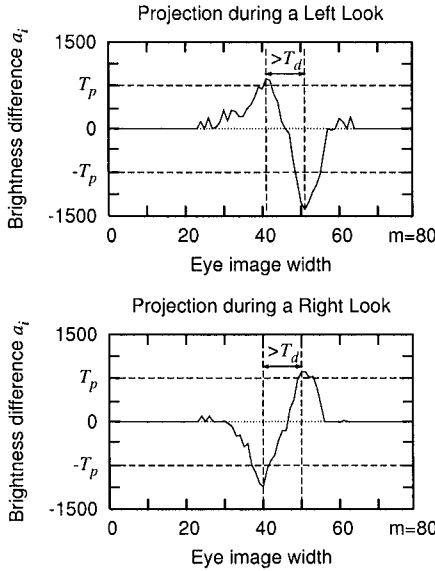 Projection during a Left Look
Brightness difference a_i
1500
T_p
0
-T_p
-1500
>T_d
0 20 40 60 m=80
Eye image width
Projection during a Right Look
Brightness difference a_i
1500
T_p
0
-T_p
-1500
>T_d
0 20 40 60 m=80
Eye image width